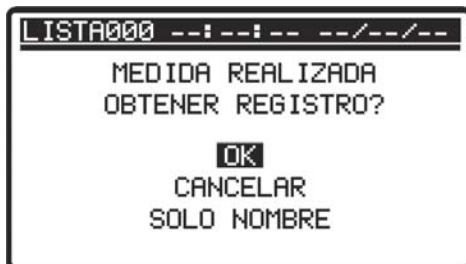 LISTA000 --:--:-- --/--/--
MEDIDA REALIZADA
OBTENER REGISTRO?
OK
CANCELAR
SOLO NOMBRE